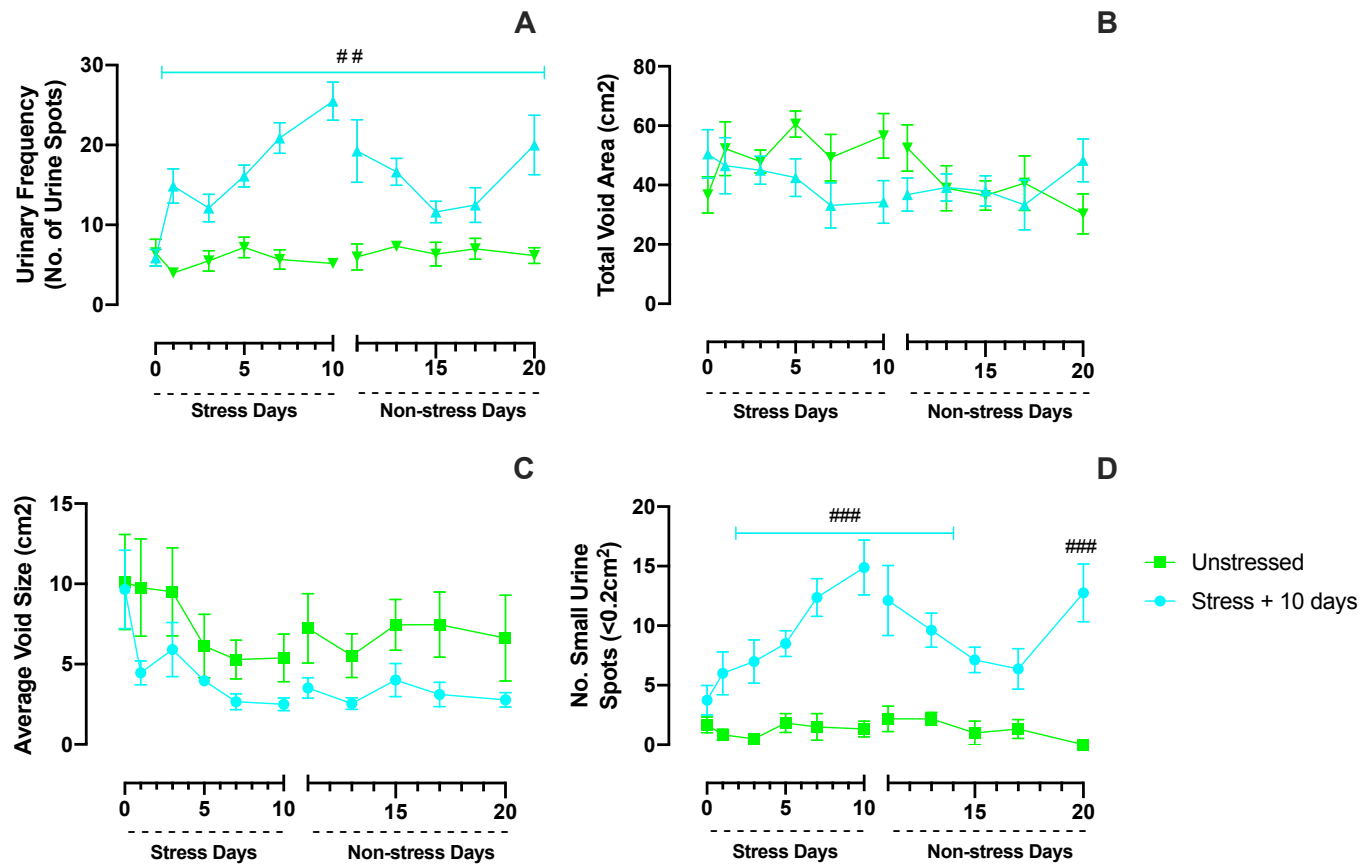 A
Urinary Frequency
(No. of Urine Spots)
##
30
20
10
0
0 5 10 15 20
Stress Days Non-stress Days
B
Total Void Area (cm2)
80
60
40
20
0
0 5 10 15 20
Stress Days Non-stress Days
C
Average Void Size (cm2)
15
10
5
0
0 5 10 15 20
Stress Days Non-stress Days
D
No. Small Urine
Spots (<0.2cm²)
###
###
20
15
10
5
0
0 5 10 15 20
Stress Days Non-stress Days
Unstressed
Stress + 10 days